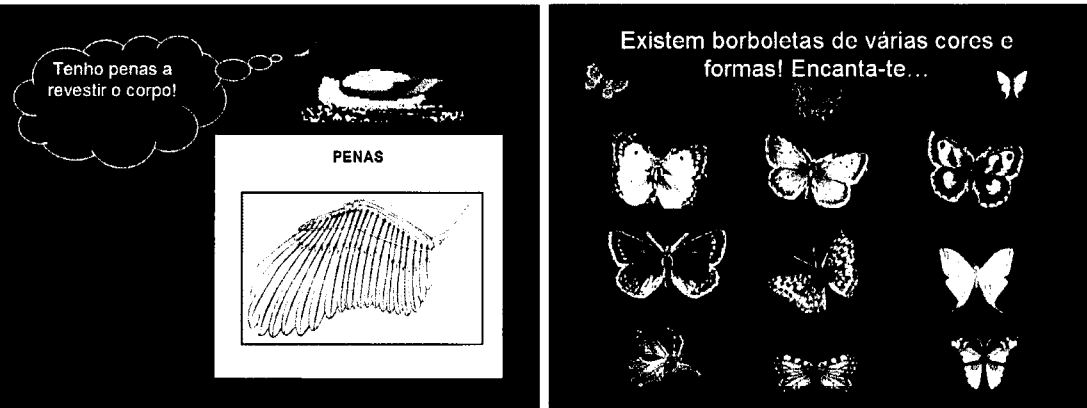 Tenho penas a
revestir o corpo!
PENAS
Existem borboletas de várias cores e
formas! Encanta-te...